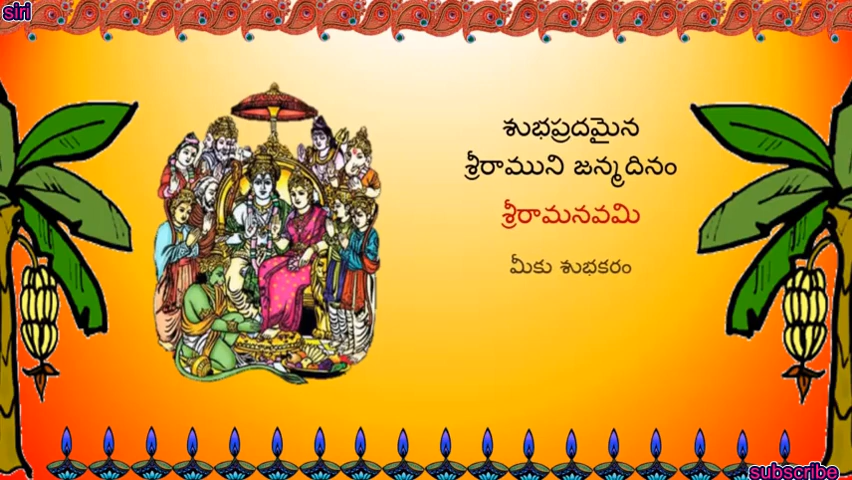 siri
శుభప్రదమైన
శ్రీరాముని జన్మదినం
శ్రీరామనవమి
మీకు శుభకరం
subscribe